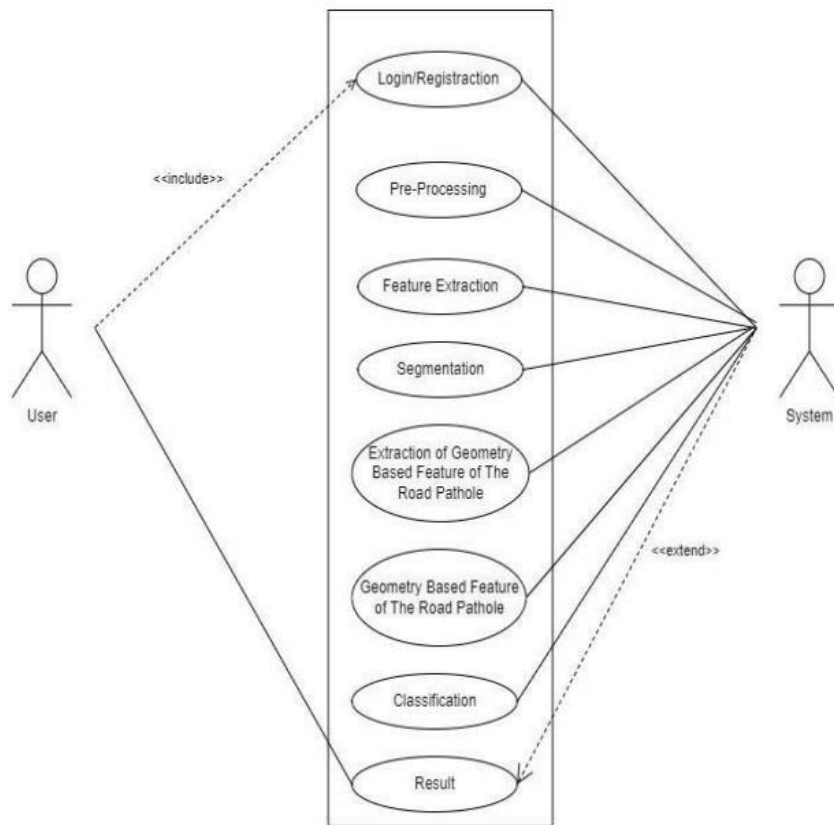 Login/Registraction
<<include>>
Pre-Processing
Feature Extraction
Segmentation
User
System
Extraction of Geometry
Based Feature of The
Road Pathole
<<extend>>
Geometry Based Feature
of The Road Pathole
Classification
Result